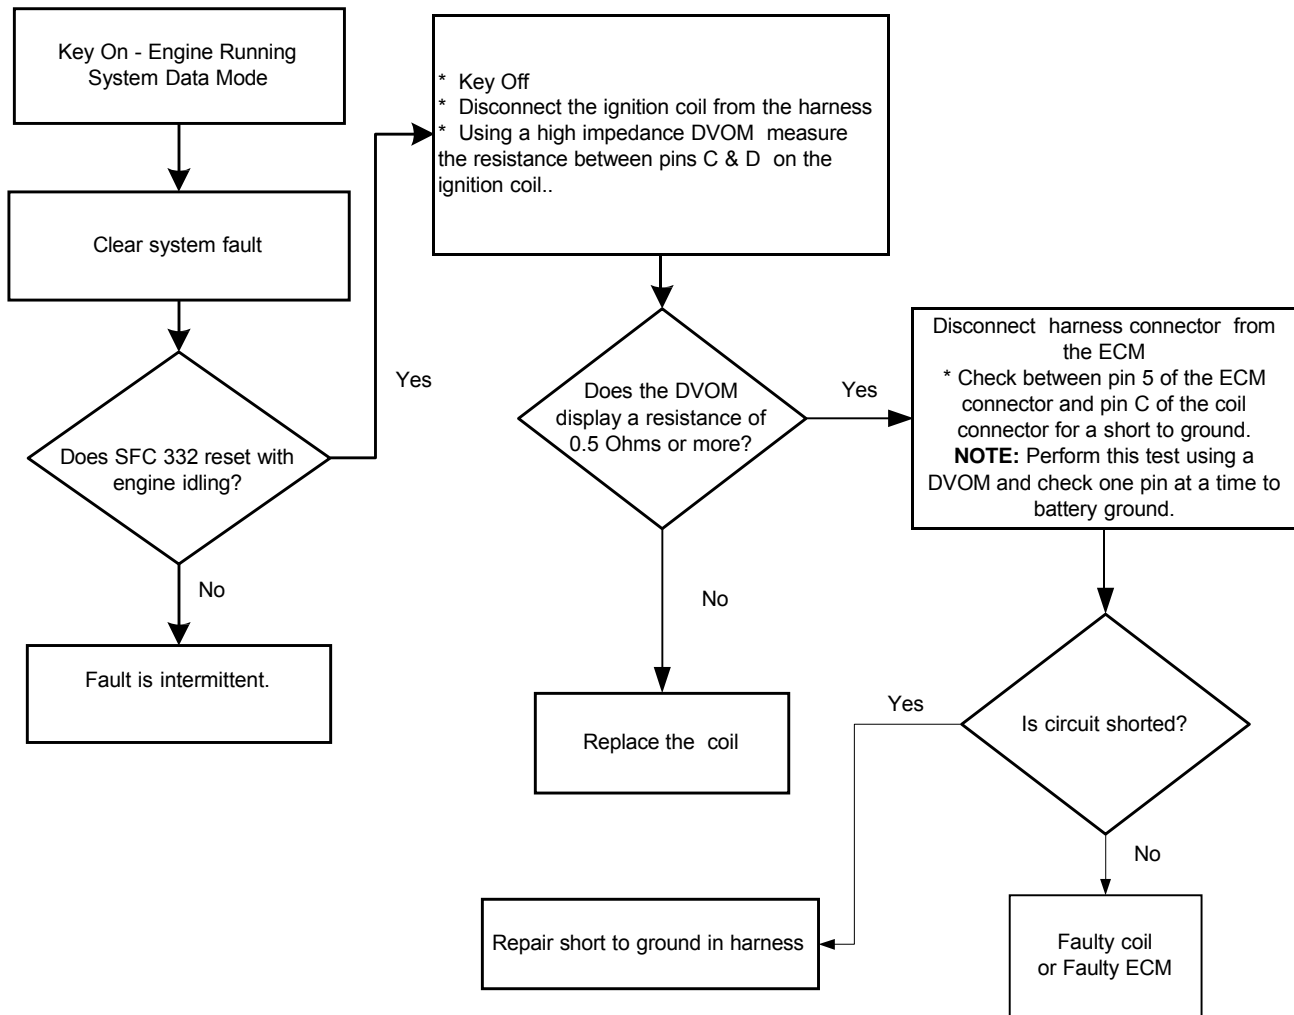 Key On - Engine Running
System Data Mode
Clear system fault
Does SFC 332 reset with
engine idling?
Yes
No
Fault is intermittent.
* Key Off
* Disconnect the ignition coil from the harness
* Using a high impedance DVOM measure
the resistance between pins C & D on the
ignition coil..
Does the DVOM
display a resistance of
0.5 Ohms or more?
Yes
No
Replace the coil
Disconnect harness connector from
the ECM
* Check between pin 5 of the ECM
connector and pin C of the coil
connector for a short to ground.
NOTE: Perform this test using a
DVOM and check one pin at a time to
battery ground.
Is circuit shorted?
Yes
No
Repair short to ground in harness
Faulty coil
or Faulty ECM